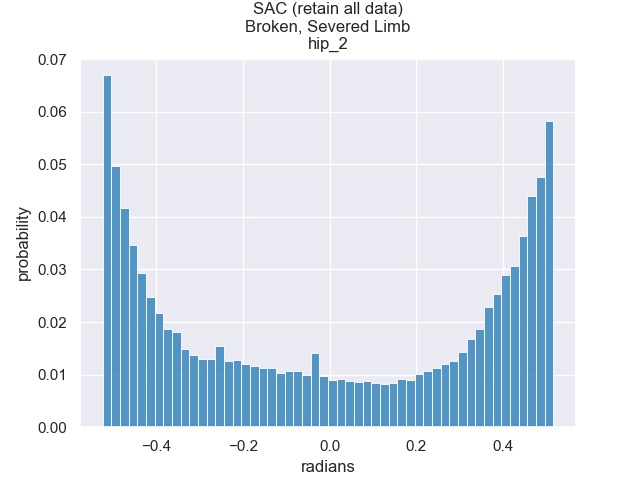 SAC (retain all data)
Broken, Severed Limb
hip_2
0.07
0.06
0.05
0.04
0.03
0.02
0.01
0.00
probability
−0.4
−0.2
0.0
0.2
0.4
radians